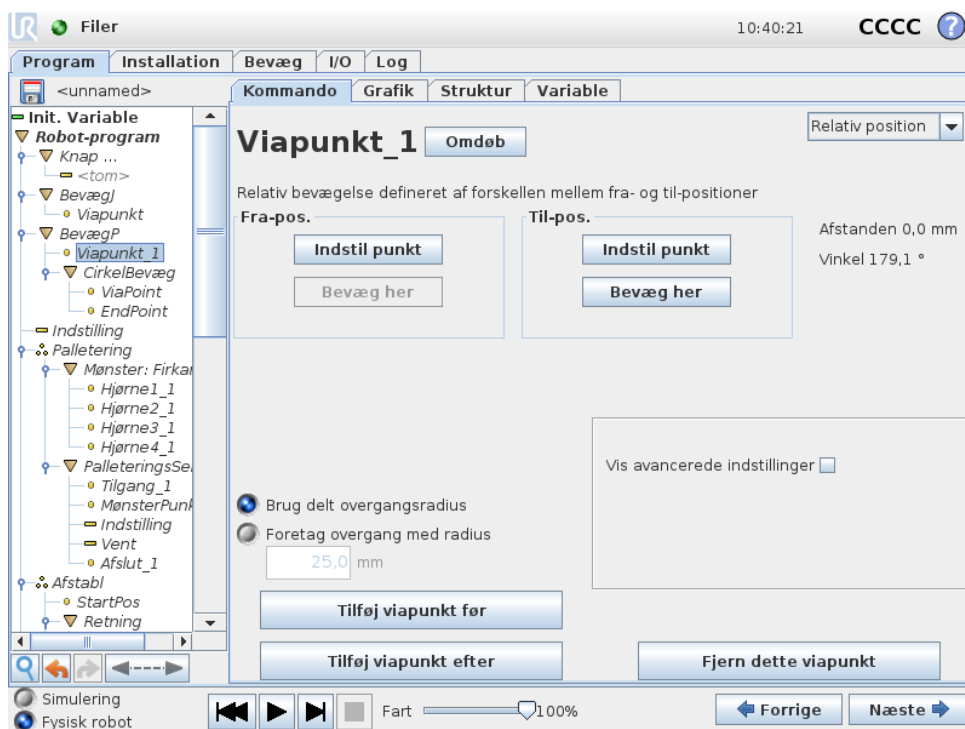 UR Filer 10:40:21 CCCC ?
Program Installation Bevæg I/O Log
<unnamed>
Kommando Grafik Struktur Variable
Init. Variable
Robot-program
Knap ...
<tom>
BevægJ
Viapunkt
BevægP
Viapunkt_1
CirkelBevæg
ViaPoint
EndPoint
Indstilling
Palletering
Mønster: Firkan
Hjørne1_1
Hjørne2_1
Hjørne3_1
Hjørne4_1
PalleteringsSe
Tilgang_1
MønsterPunk
Indstilling
Vent
Afslut_1
Afstabl
StartPos
Retning
Viapunkt_1 Omdøb
Relativ position
Relativ bevægelse defineret af forskellen mellem fra- og til-positioner
Fra-pos.
Indstil punkt
Bevæg her
Til-pos.
Indstil punkt
Bevæg her
Afstanden 0,0 mm
Vinkel 179,1 °
Vis avancerede indstillinger
Brug delt overgangsradius
Foretag overgang med radius
25,0 mm
Tilføj viapunkt før
Tilføj viapunkt efter
Fjern dette viapunkt
Simulering
Fysisk robot
Fart 100%
Forrige
Næste